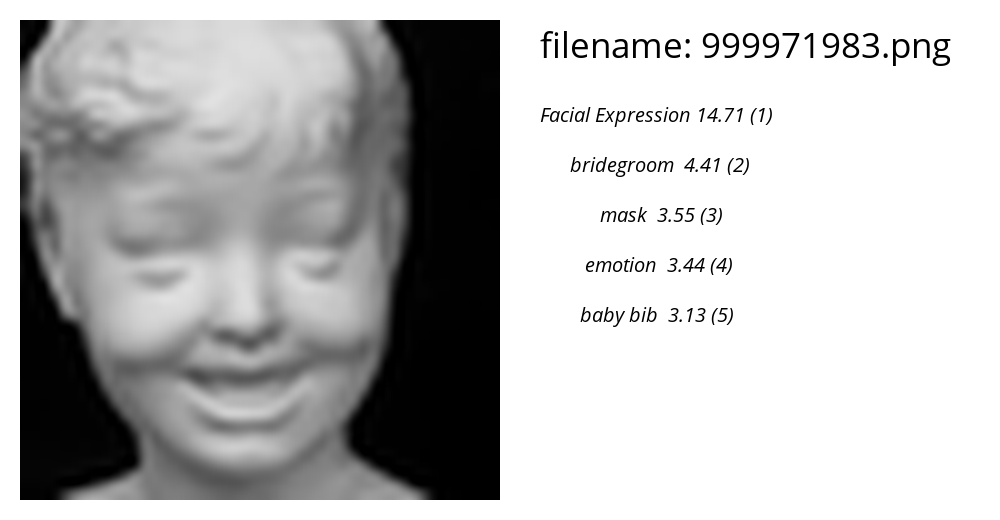 filename: 999971983.png
Facial Expression 14.71 (1)
bridegroom 4.41 (2)
mask 3.55 (3)
emotion 3.44 (4)
baby bib 3.13 (5)